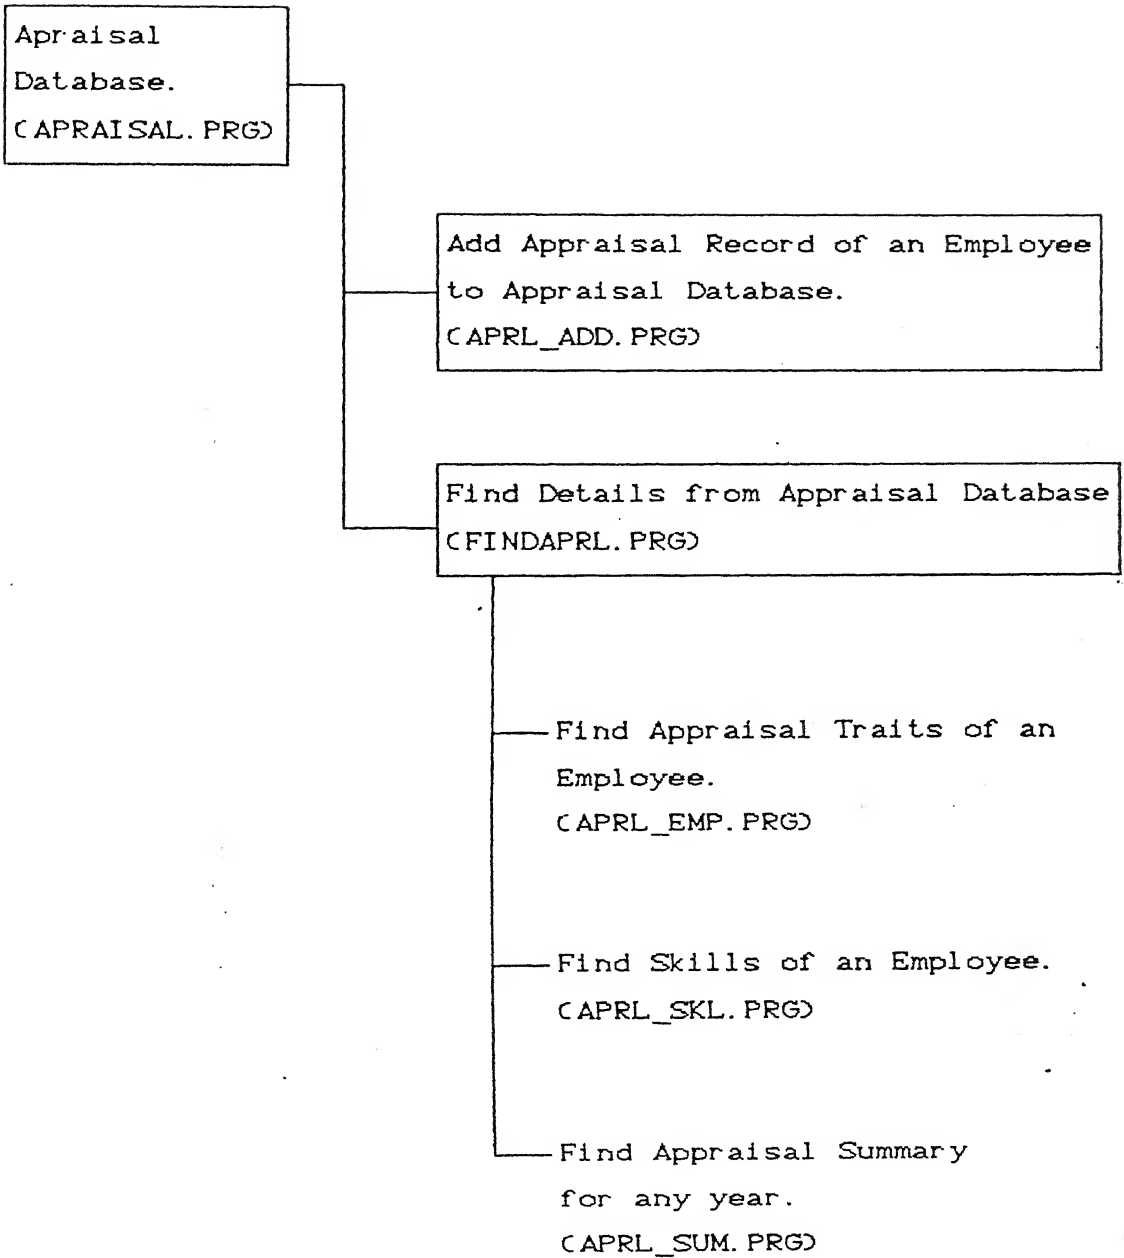 Apraisal
Database.
(APRAISAL.PRG)
Add Appraisal Record of an Employee
to Appraisal Database.
(APRL_ADD.PRG)
Find Details from Appraisal Database
(FINDAPRL.PRG)
Find Appraisal Traits of an
Employee.
(APRL_EMP.PRG)
Find Skills of an Employee.
(APRL_SKL.PRG)
Find Appraisal Summary
for any year.
(APRL_SUM.PRG)